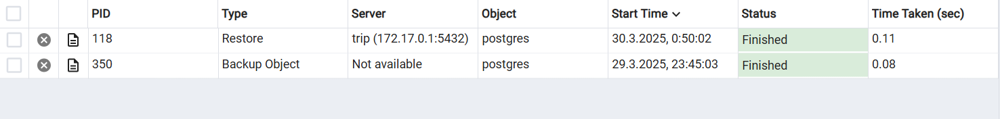 PID Type Server Object Start Time Status Time Taken (sec)
118 Restore trip (172.17.0.1:5432) postgres 30.3.2025, 0:50:02 Finished 0.11
350 Backup Object Not available postgres 29.3.2025, 23:45:03 Finished 0.08